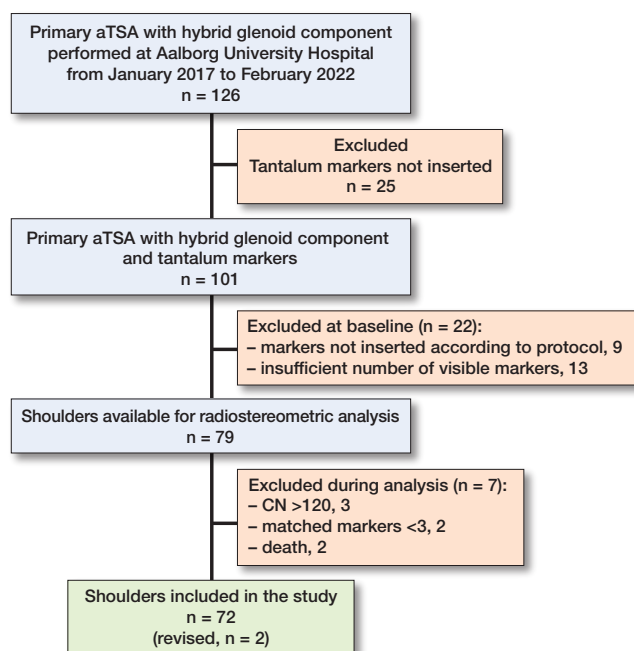 Primary aTSA with hybrid glenoid component
performed at Aalborg University Hospital
from January 2017 to February 2022
n = 126
Excluded
Tantalum markers not inserted
n = 25
Primary aTSA with hybrid glenoid component
and tantalum markers
n = 101
Excluded at baseline (n = 22):
– markers not inserted according to protocol, 9
– insufficient number of visible markers, 13
Shoulders available for radiostereometric analysis
n = 79
Excluded during analysis (n = 7):
– CN >120, 3
– matched markers <3, 2
– death, 2
Shoulders included in the study
n = 72
(revised, n = 2)